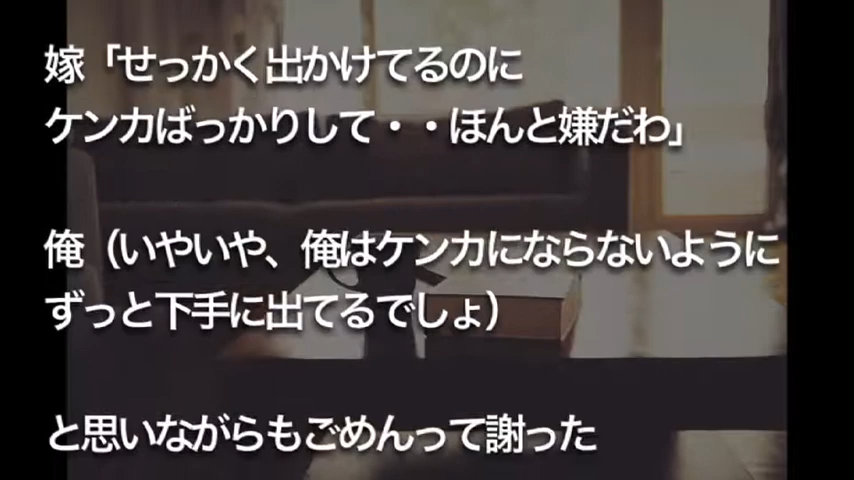 嫁「せっかく出かけてるのに
ケンカばっかりして・・ほんと嫌だわ」
俺（いやいや、俺はケンカにならないように
ずっと下手に出てるでしょ）
と思いながらもごめんって謝った